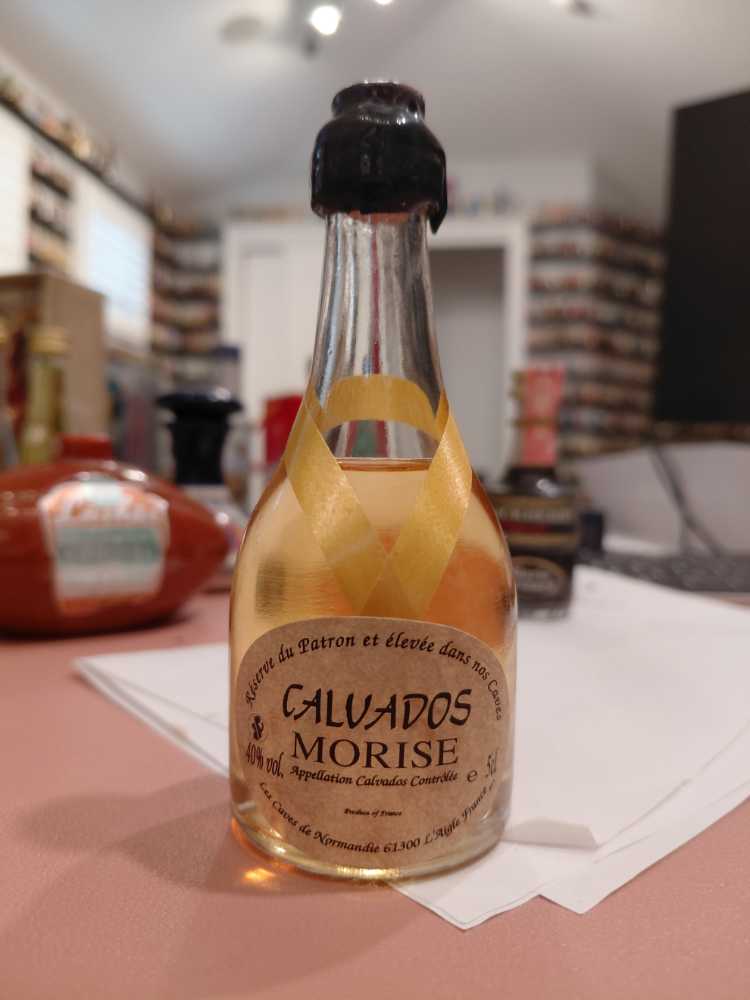 Réserve du Patron et élevée dans nos Caves
CALVADOS
MORISE
40% vol.
Appellation Calvados Contrôlée
e 5cl
Product of France
Les Caves de Normandie 61300 L'Aigle France